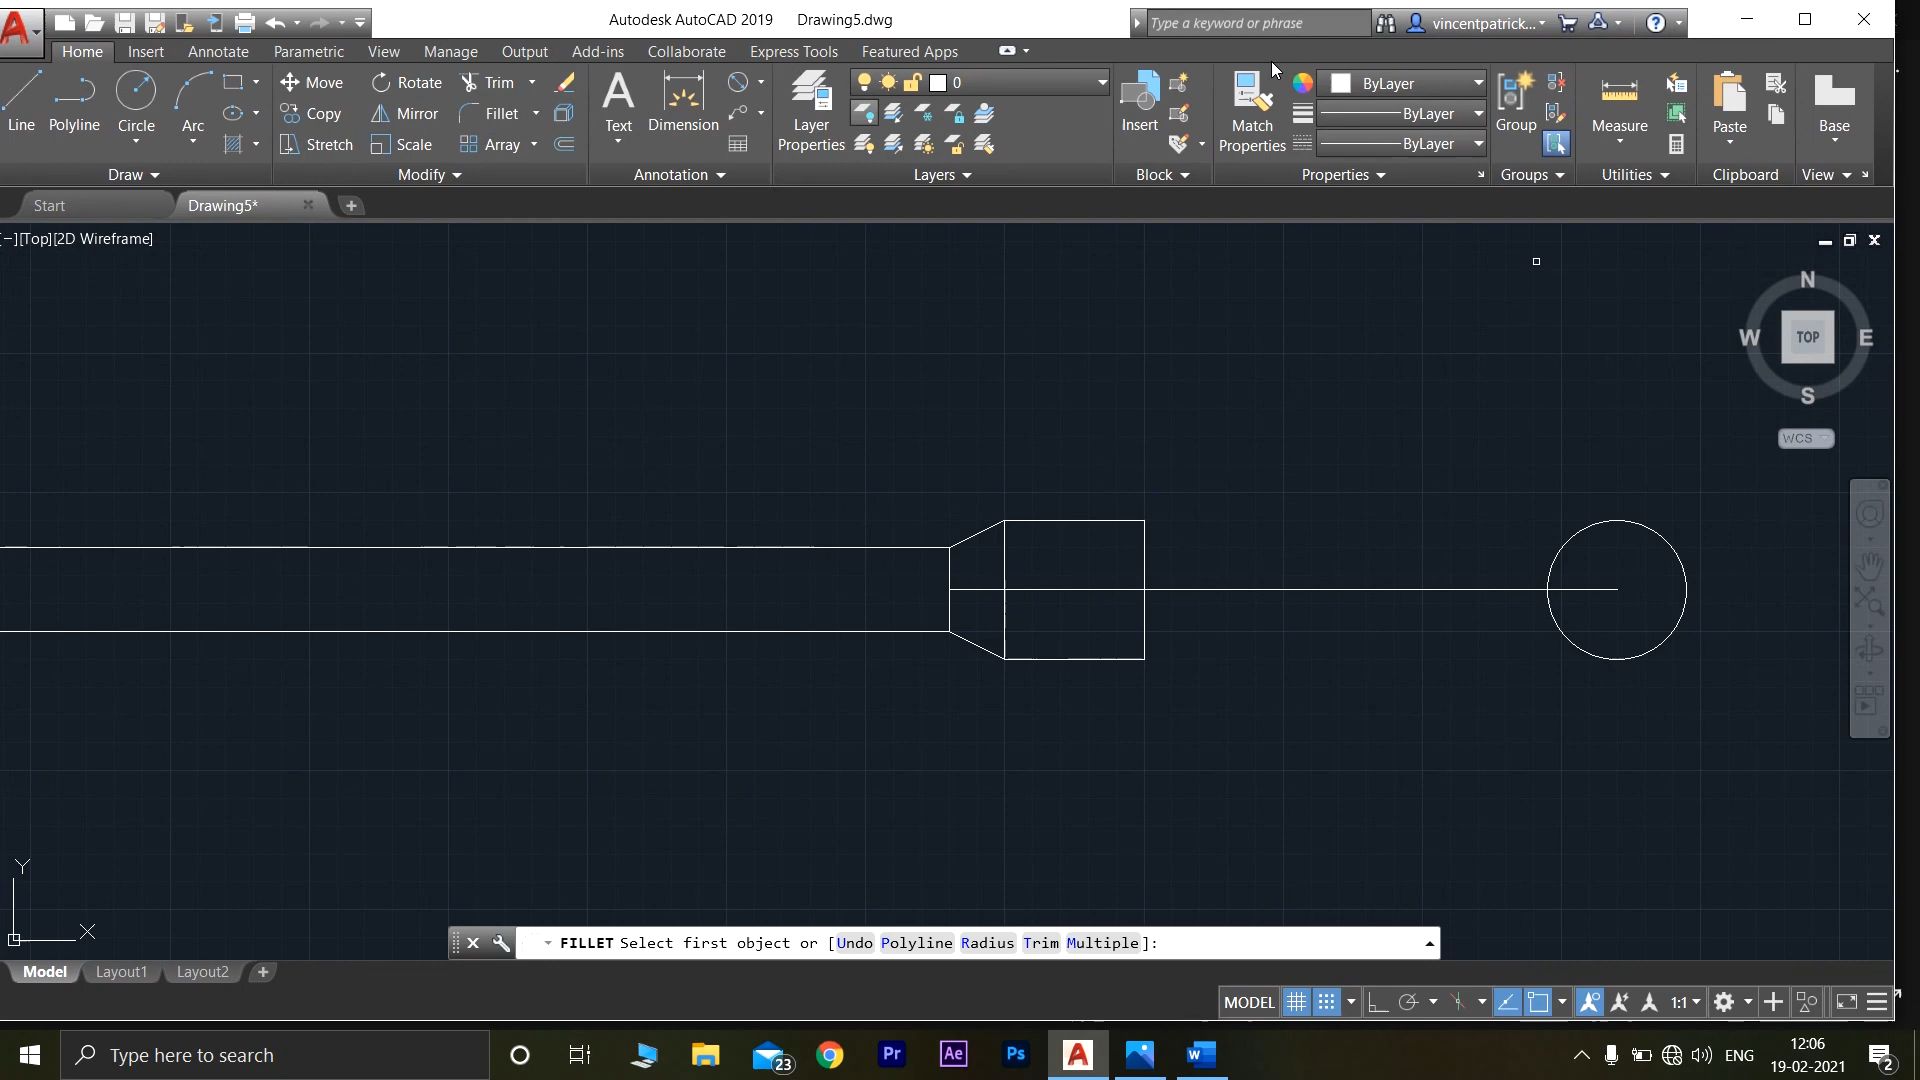 Autodesk AutoCAD 2019 Drawing5.dwg
Type a keyword or phrase
vincentpatrick...
Home Insert Annotate Parametric View Manage Output Add-ins Collaborate Express Tools Featured Apps
Line Polyline Circle Arc
Move Rotate Trim
Copy Mirror Fillet
Stretch Scale Array
Text Dimension
Layer Properties
0
Insert
Match Properties
ByLayer
ByLayer
ByLayer
Group
Measure
Paste
Base
Draw Modify Annotation Layers Block Properties Groups Utilities Clipboard View
Start Drawing5*
[−][Top][2D Wireframe]
N
W TOP E
S
WCS
Y
X
FILLET Select first object or [Undo Polyline Radius Trim Multiple]:
Model Layout1 Layout2
MODEL 1:1
Type here to search
23
Pr Ae Ps
ENG
12:06
19-02-2021
2